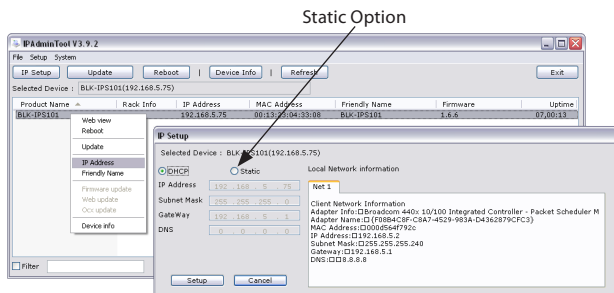 Static Option
IPAdminTool V3.9.2
File Setup System
IP Setup Update Reboot | Device Info | Refresh Exit
Selected Device : BLK-IPS101(192.168.5.75)
Product Name Rack Info IP Address MAC Address Friendly Name Firmware Uptime
BLK-IPS101 192.168.5.75 00:13:23:04:33:08 BLK-IPS101 1.6.6 07,00:13
Web view
Reboot
Update
IP Address
Friendly Name
Firmware update
Web update
Ocx update
Device info
Filter
IP Setup
Selected Device : BLK-IPS101(192.168.5.75)
DHCP Static
IP Address 192 .168 . 5 . 75
Subnet Mask 255 .255 .255 . 0
GateWay 192 .168 . 5 . 1
DNS 0 . 0 . 0 . 0
Setup Cancel
Local Network information
Net 1
Client Network Information
Adapter Info:□Broadcom 440x 10/100 Integrated Controller - Packet Scheduler M
Adapter Name:□{F08B4C8F-C8A7-4529-983A-D4362879CFC3}
MAC Address:□000d564f792c
IP Address:□192.168.5.2
Subnet Mask:□255.255.255.240
Gateway:□192.168.5.1
DNS:□□8.8.8.8